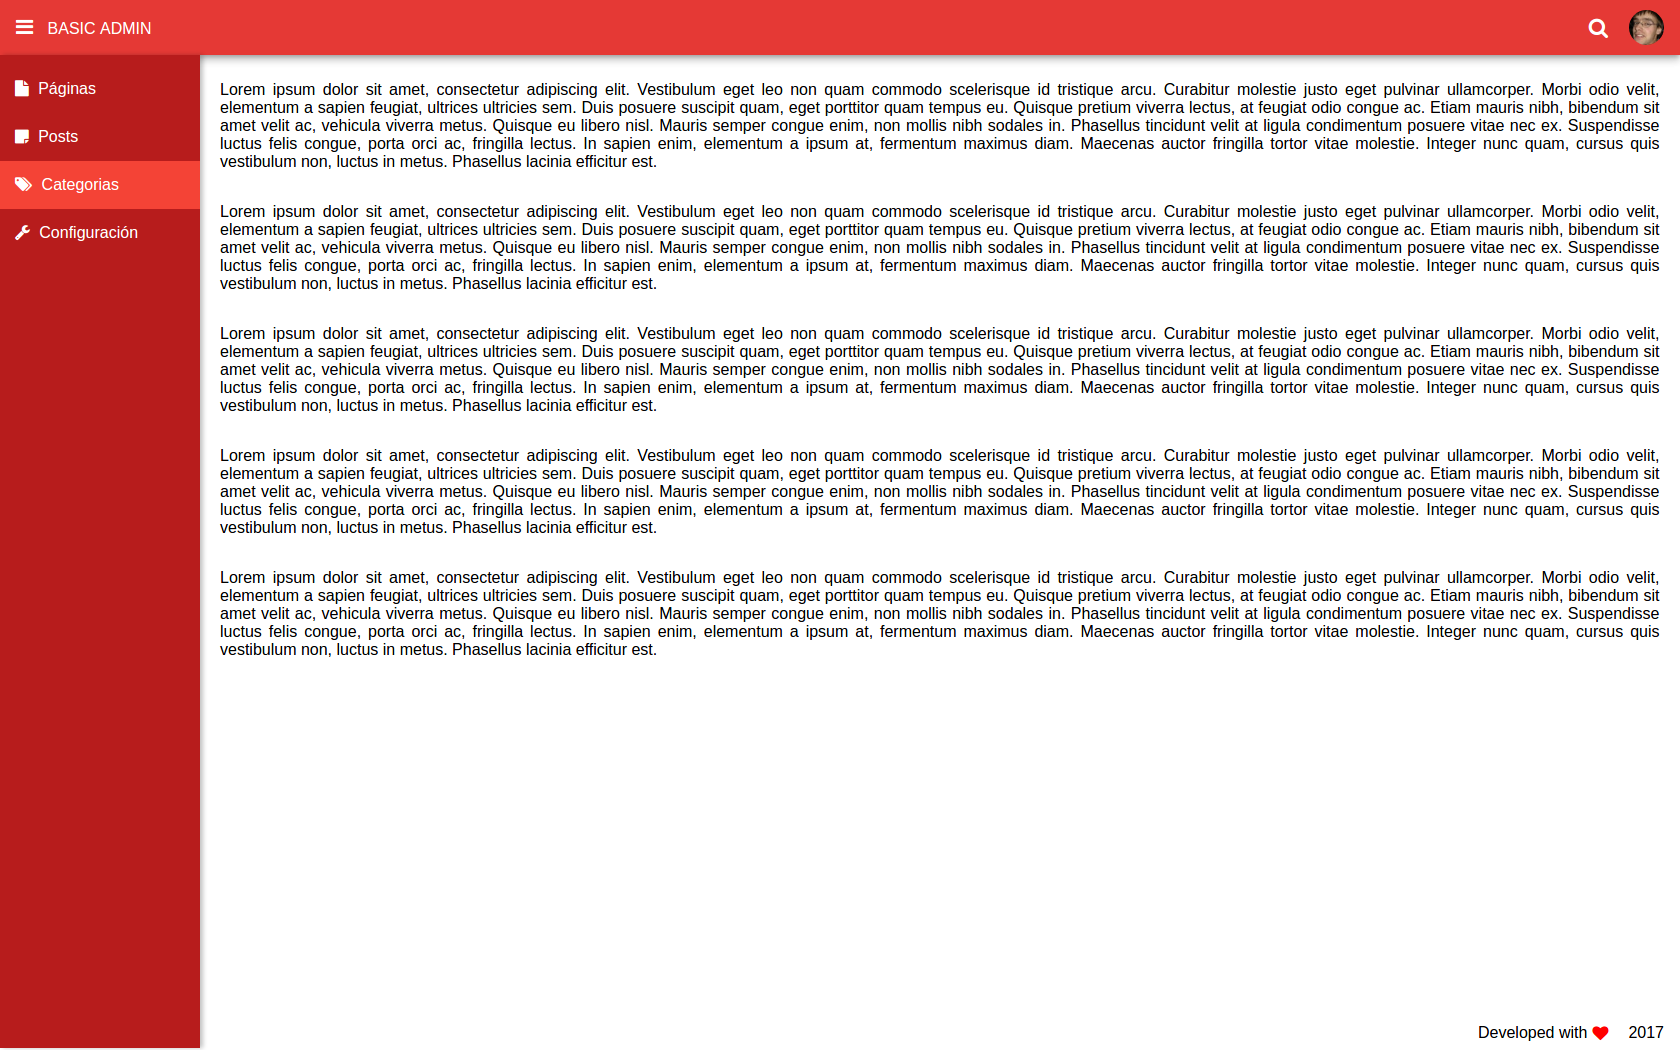 BASIC ADMIN
Páginas
Posts
Categorias
Configuración
Lorem ipsum dolor sit amet, consectetur adipiscing elit. Vestibulum eget leo non quam commodo scelerisque id tristique arcu. Curabitur molestie justo eget pulvinar ullamcorper. Morbi odio velit,
elementum a sapien feugiat, ultrices ultricies sem. Duis posuere suscipit quam, eget porttitor quam tempus eu. Quisque pretium viverra lectus, at feugiat odio congue ac. Etiam mauris nibh, bibendum sit
amet velit ac, vehicula viverra metus. Quisque eu libero nisl. Mauris semper congue enim, non mollis nibh sodales in. Phasellus tincidunt velit at ligula condimentum posuere vitae nec ex. Suspendisse
luctus felis congue, porta orci ac, fringilla lectus. In sapien enim, elementum a ipsum at, fermentum maximus diam. Maecenas auctor fringilla tortor vitae molestie. Integer nunc quam, cursus quis
vestibulum non, luctus in metus. Phasellus lacinia efficitur est.
Lorem ipsum dolor sit amet, consectetur adipiscing elit. Vestibulum eget leo non quam commodo scelerisque id tristique arcu. Curabitur molestie justo eget pulvinar ullamcorper. Morbi odio velit,
elementum a sapien feugiat, ultrices ultricies sem. Duis posuere suscipit quam, eget porttitor quam tempus eu. Quisque pretium viverra lectus, at feugiat odio congue ac. Etiam mauris nibh, bibendum sit
amet velit ac, vehicula viverra metus. Quisque eu libero nisl. Mauris semper congue enim, non mollis nibh sodales in. Phasellus tincidunt velit at ligula condimentum posuere vitae nec ex. Suspendisse
luctus felis congue, porta orci ac, fringilla lectus. In sapien enim, elementum a ipsum at, fermentum maximus diam. Maecenas auctor fringilla tortor vitae molestie. Integer nunc quam, cursus quis
vestibulum non, luctus in metus. Phasellus lacinia efficitur est.
Lorem ipsum dolor sit amet, consectetur adipiscing elit. Vestibulum eget leo non quam commodo scelerisque id tristique arcu. Curabitur molestie justo eget pulvinar ullamcorper. Morbi odio velit,
elementum a sapien feugiat, ultrices ultricies sem. Duis posuere suscipit quam, eget porttitor quam tempus eu. Quisque pretium viverra lectus, at feugiat odio congue ac. Etiam mauris nibh, bibendum sit
amet velit ac, vehicula viverra metus. Quisque eu libero nisl. Mauris semper congue enim, non mollis nibh sodales in. Phasellus tincidunt velit at ligula condimentum posuere vitae nec ex. Suspendisse
luctus felis congue, porta orci ac, fringilla lectus. In sapien enim, elementum a ipsum at, fermentum maximus diam. Maecenas auctor fringilla tortor vitae molestie. Integer nunc quam, cursus quis
vestibulum non, luctus in metus. Phasellus lacinia efficitur est.
Lorem ipsum dolor sit amet, consectetur adipiscing elit. Vestibulum eget leo non quam commodo scelerisque id tristique arcu. Curabitur molestie justo eget pulvinar ullamcorper. Morbi odio velit,
elementum a sapien feugiat, ultrices ultricies sem. Duis posuere suscipit quam, eget porttitor quam tempus eu. Quisque pretium viverra lectus, at feugiat odio congue ac. Etiam mauris nibh, bibendum sit
amet velit ac, vehicula viverra metus. Quisque eu libero nisl. Mauris semper congue enim, non mollis nibh sodales in. Phasellus tincidunt velit at ligula condimentum posuere vitae nec ex. Suspendisse
luctus felis congue, porta orci ac, fringilla lectus. In sapien enim, elementum a ipsum at, fermentum maximus diam. Maecenas auctor fringilla tortor vitae molestie. Integer nunc quam, cursus quis
vestibulum non, luctus in metus. Phasellus lacinia efficitur est.
Lorem ipsum dolor sit amet, consectetur adipiscing elit. Vestibulum eget leo non quam commodo scelerisque id tristique arcu. Curabitur molestie justo eget pulvinar ullamcorper. Morbi odio velit,
elementum a sapien feugiat, ultrices ultricies sem. Duis posuere suscipit quam, eget porttitor quam tempus eu. Quisque pretium viverra lectus, at feugiat odio congue ac. Etiam mauris nibh, bibendum sit
amet velit ac, vehicula viverra metus. Quisque eu libero nisl. Mauris semper congue enim, non mollis nibh sodales in. Phasellus tincidunt velit at ligula condimentum posuere vitae nec ex. Suspendisse
luctus felis congue, porta orci ac, fringilla lectus. In sapien enim, elementum a ipsum at, fermentum maximus diam. Maecenas auctor fringilla tortor vitae molestie. Integer nunc quam, cursus quis
vestibulum non, luctus in metus. Phasellus lacinia efficitur est.
Developed with 2017